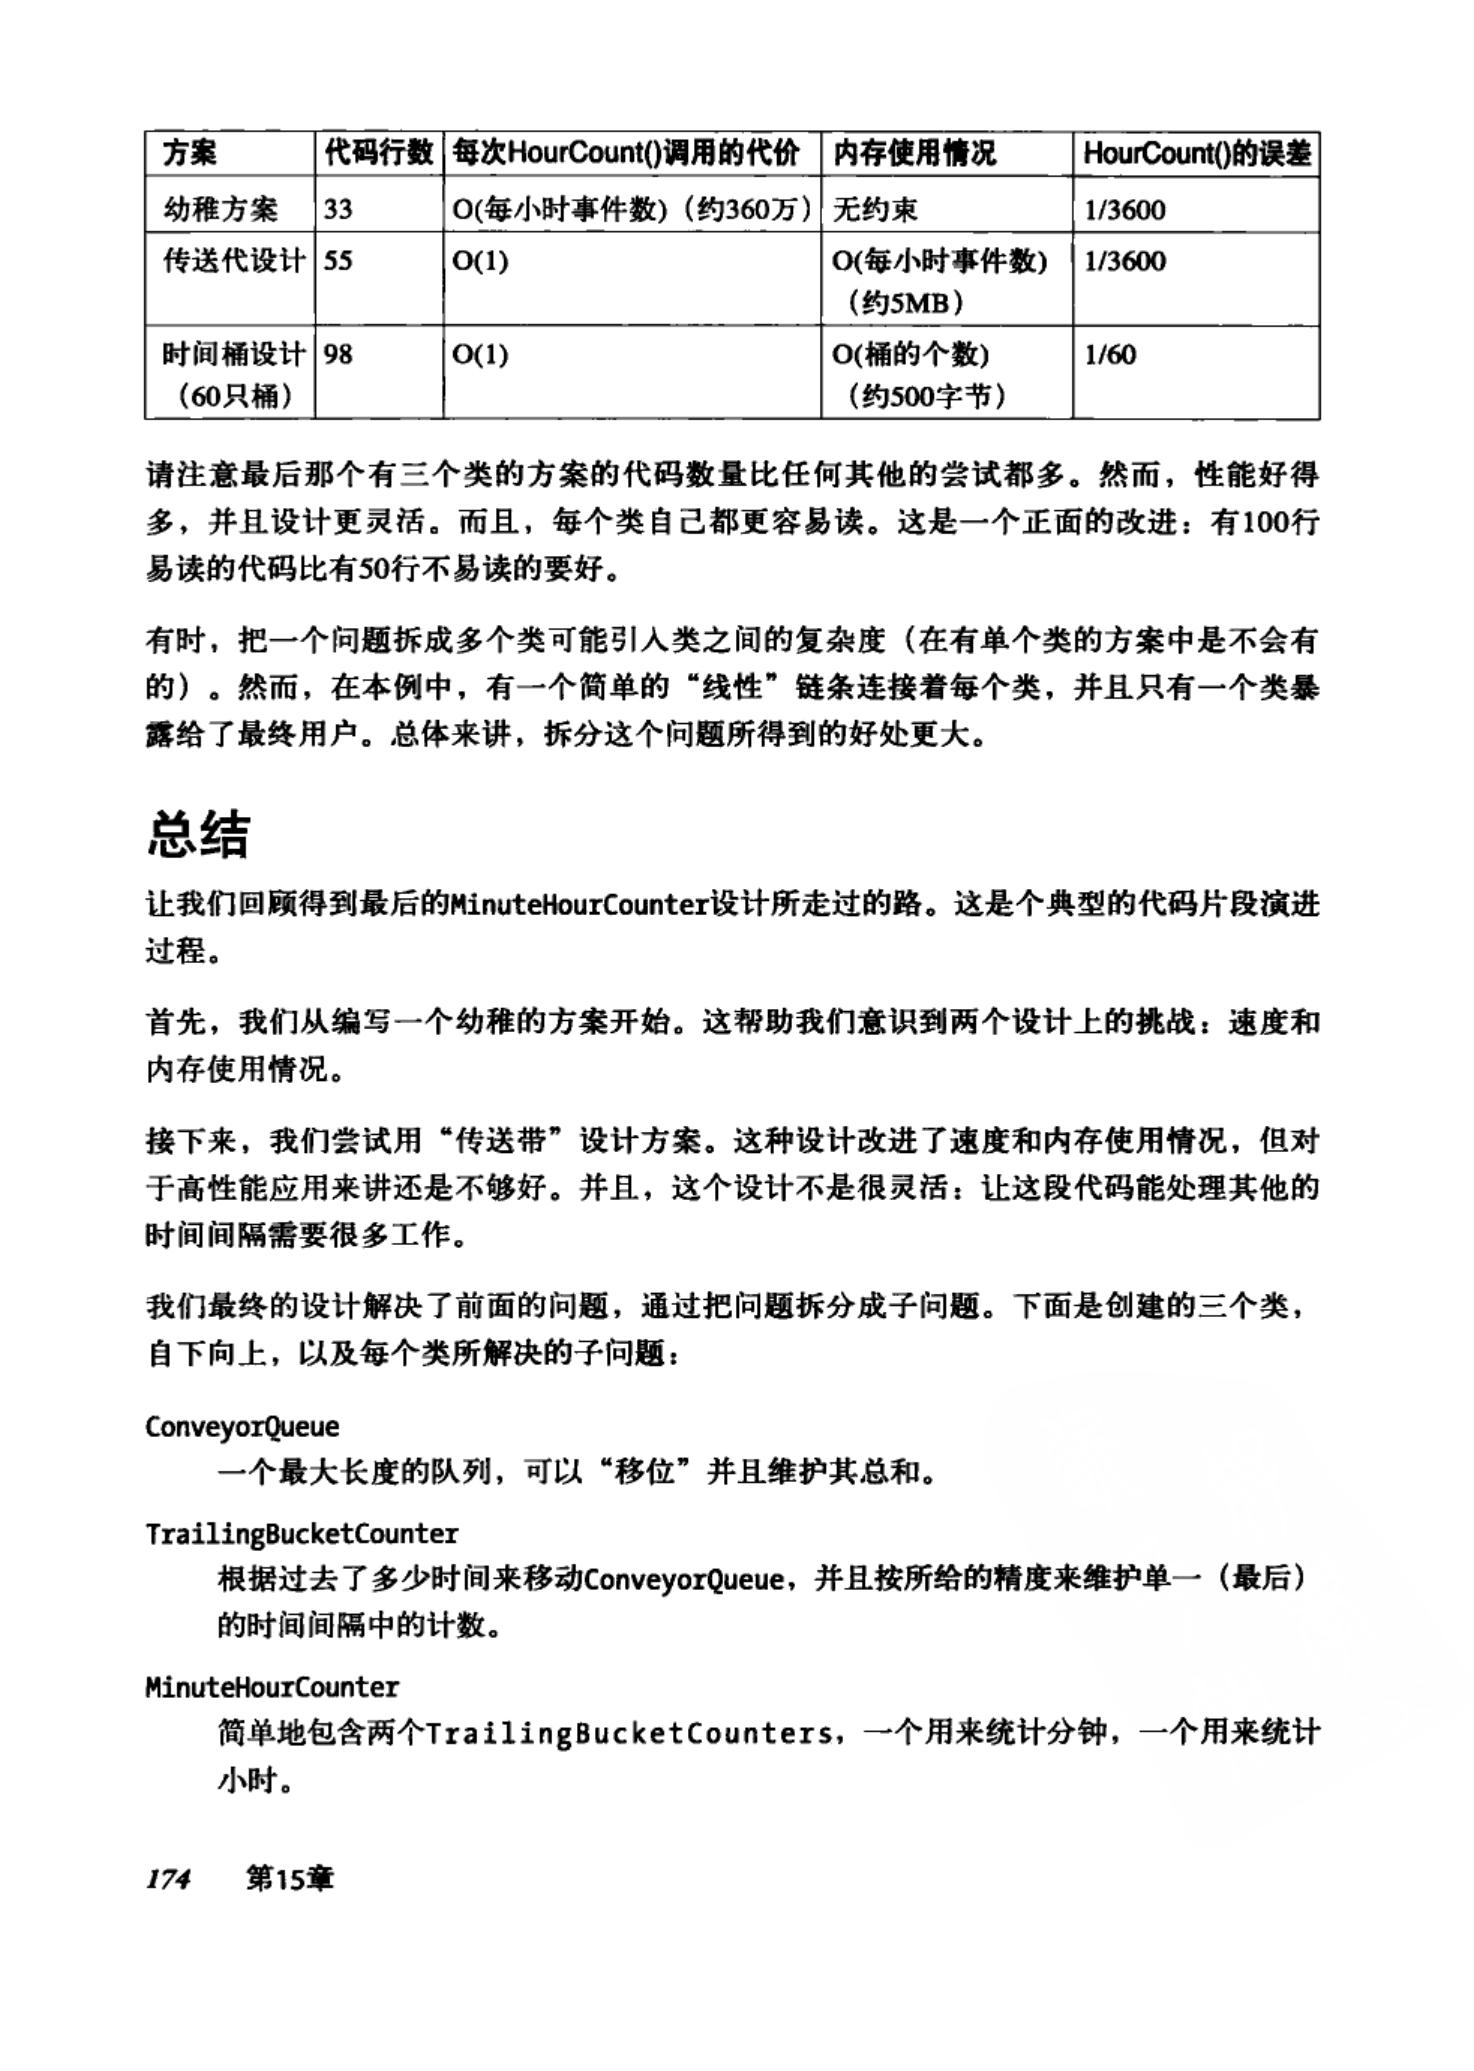 方案 代码行数 每次HourCount()调用的代价 内存使用情况 HourCount()的误差
幼稚方案 33 O(每小时事件数)（约360万） 无约束 1/3600
传送代设计 55 O(1) O(每小时事件数) 1/3600
（约5MB）
时间桶设计 98 O(1) O(桶的个数) 1/60
（60只桶） （约500字节）
请注意最后那个有三个类的方案的代码数量比任何其他的尝试都多。然而，性能好得
多，并且设计更灵活。而且，每个类自己都更容易读。这是一个正面的改进：有100行
易读的代码比有50行不易读的要好。
有时，把一个问题拆成多个类可能引入类之间的复杂度（在有单个类的方案中是不会有
的）。然而，在本例中，有一个简单的“线性”链条连接着每个类，并且只有一个类暴
露给了最终用户。总体来讲，拆分这个问题所得到的好处更大。
总结
让我们回顾得到最后的MinuteHourCounter设计所走过的路。这是个典型的代码片段演进
过程。
首先，我们从编写一个幼稚的方案开始。这帮助我们意识到两个设计上的挑战：速度和
内存使用情况。
接下来，我们尝试用“传送带”设计方案。这种设计改进了速度和内存使用情况，但对
于高性能应用来讲还是不够好。并且，这个设计不是很灵活：让这段代码能处理其他的
时间间隔需要很多工作。
我们最终的设计解决了前面的问题，通过把问题拆分成子问题。下面是创建的三个类，
自下向上，以及每个类所解决的子问题：
ConveyorQueue
一个最大长度的队列，可以“移位”并且维护其总和。
TrailingBucketCounter
根据过去了多少时间来移动ConveyorQueue，并且按所给的精度来维护单一（最后）
的时间间隔中的计数。
MinuteHourCounter
简单地包含两个TrailingBucketCounters，一个用来统计分钟，一个用来统计
小时。
174 第15章